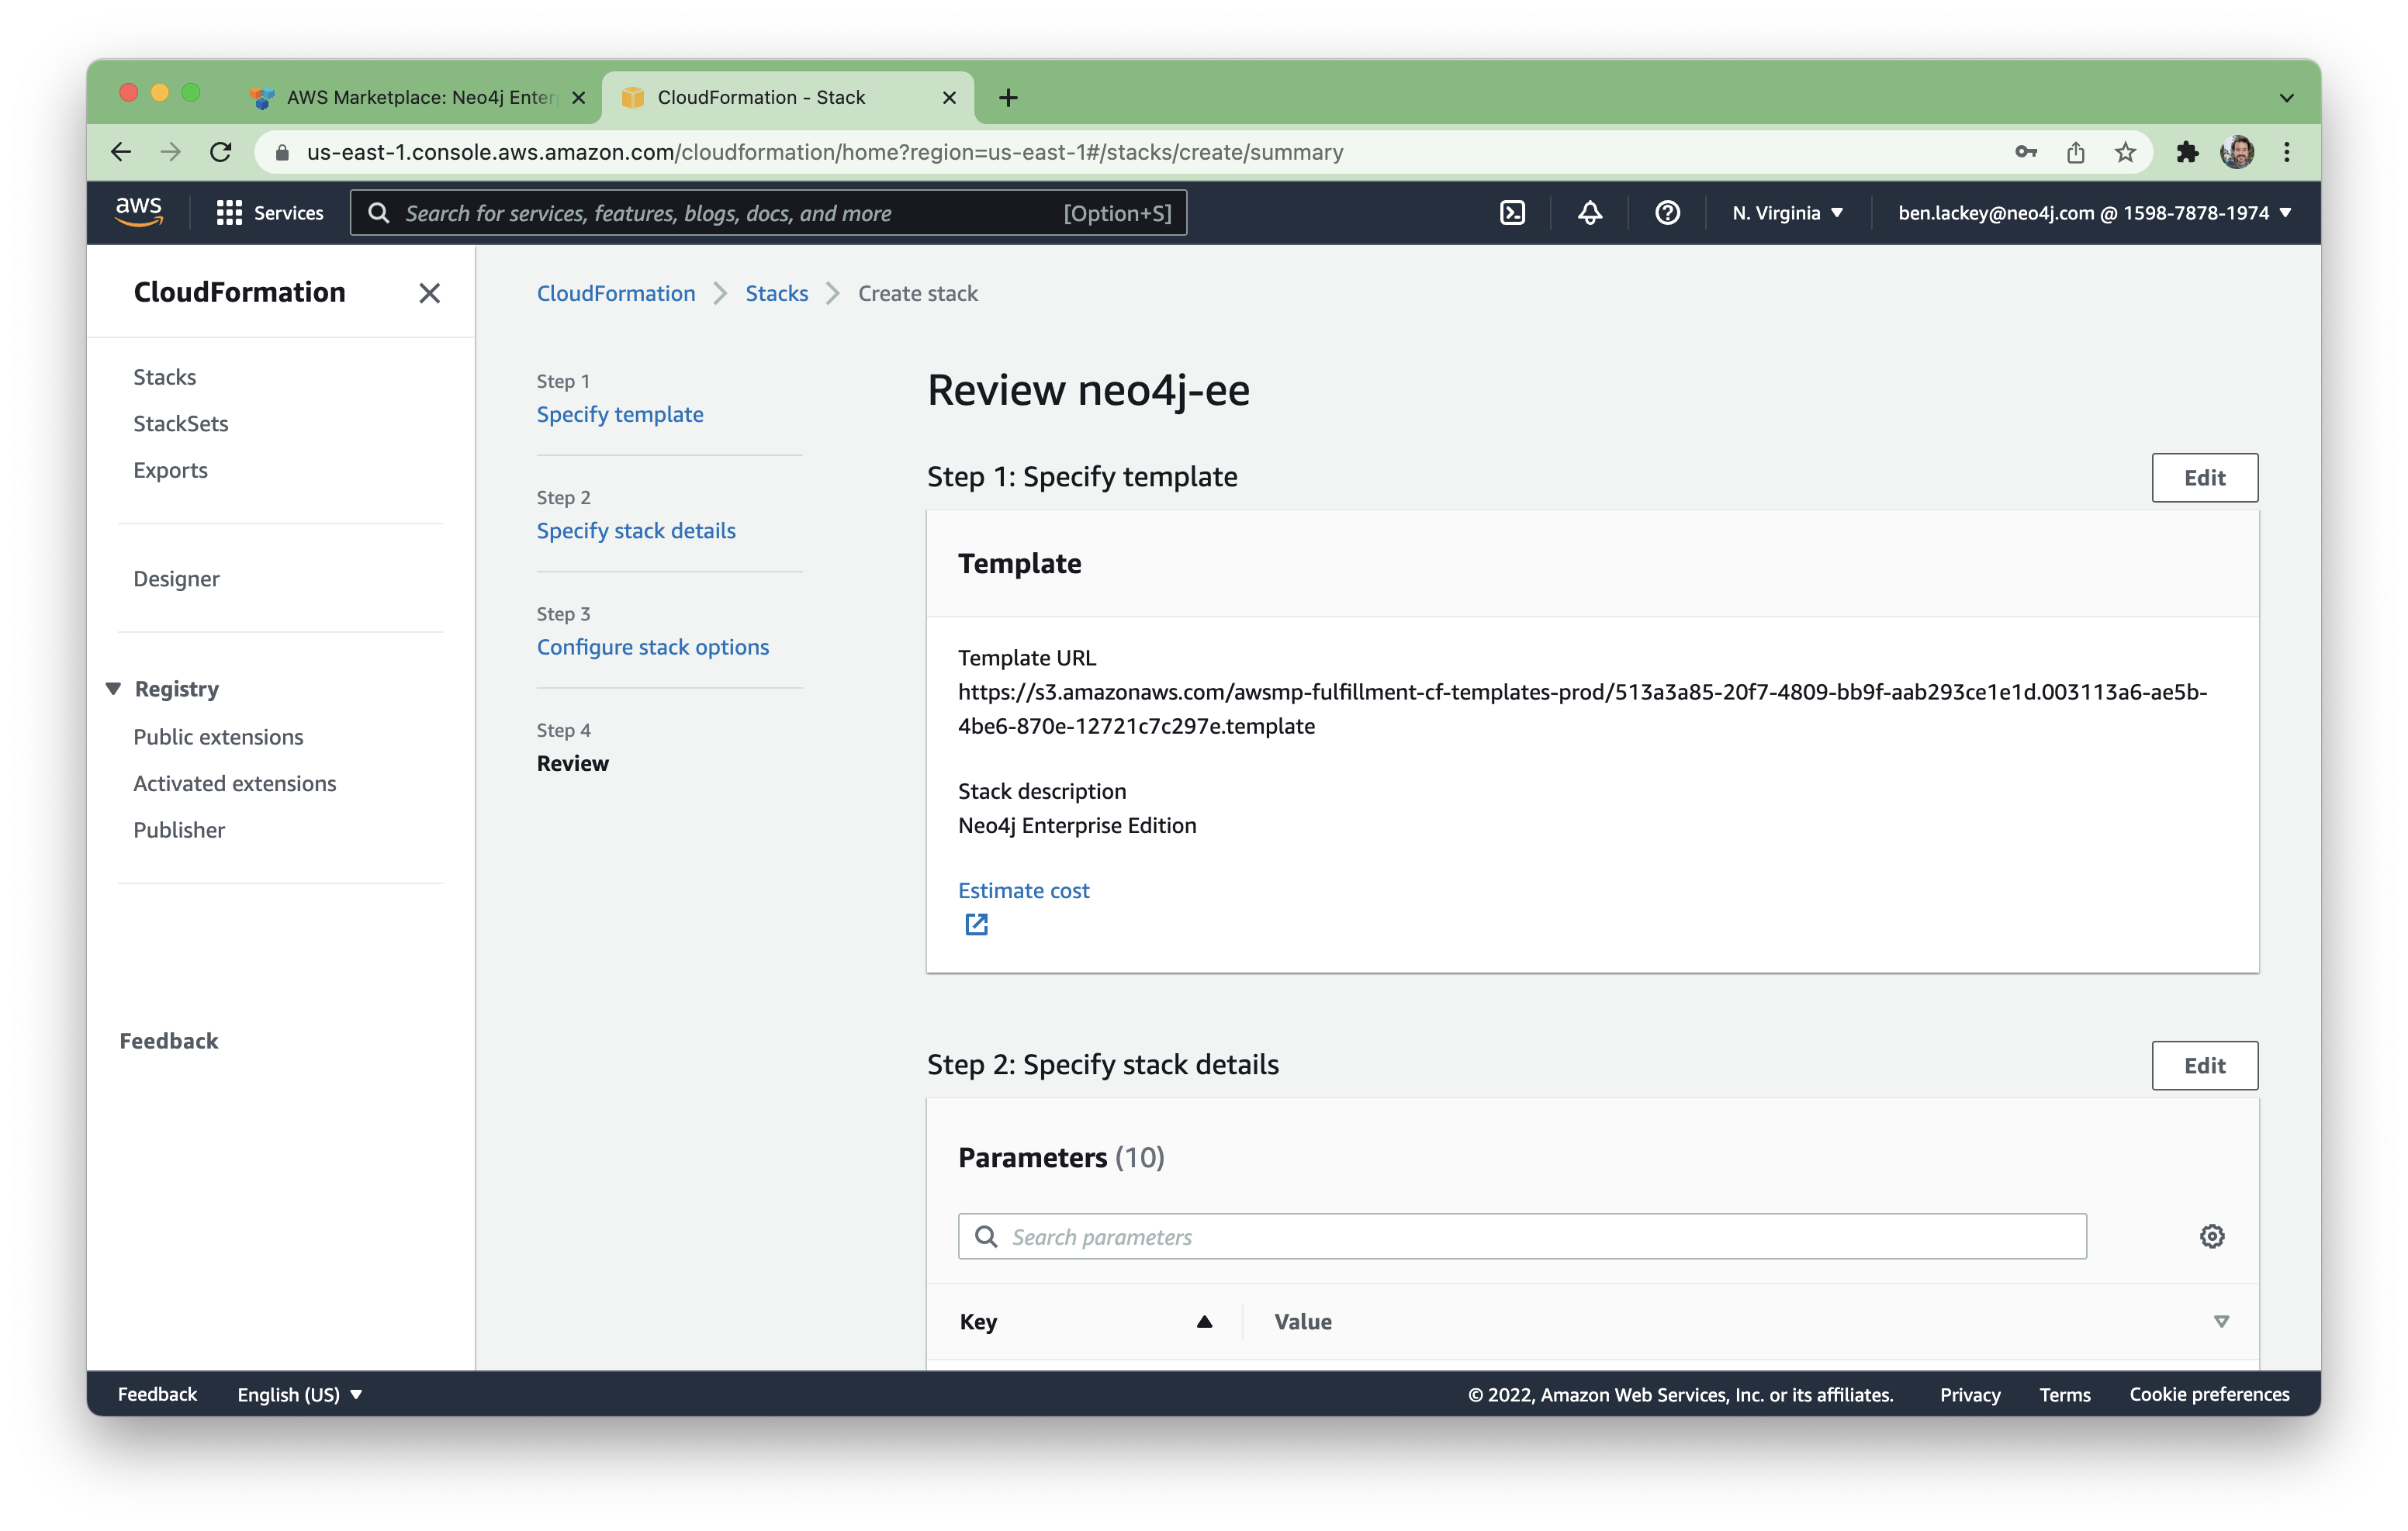 AWS Marketplace: Neo4j Enter
CloudFormation - Stack
us-east-1.console.aws.amazon.com/cloudformation/home?region=us-east-1#/stacks/create/summary
aws
Services
Search for services, features, blogs, docs, and more
[Option+S]
N. Virginia
ben.lackey@neo4j.com @ 1598-7878-1974
CloudFormation
Stacks
StackSets
Exports
Designer
Registry
Public extensions
Activated extensions
Publisher
Feedback
CloudFormation
Stacks
Create stack
Step 1
Specify template
Step 2
Specify stack details
Step 3
Configure stack options
Step 4
Review
Review neo4j-ee
Step 1: Specify template
Edit
Template
Template URL
https://s3.amazonaws.com/awsmp-fulfillment-cf-templates-prod/513a3a85-20f7-4809-bb9f-aab293ce1e1d.003113a6-ae5b-
4be6-870e-12721c7c297e.template
Stack description
Neo4j Enterprise Edition
Estimate cost
Step 2: Specify stack details
Edit
Parameters (10)
Search parameters
Key
Value
Feedback
English (US)
© 2022, Amazon Web Services, Inc. or its affiliates.
Privacy
Terms
Cookie preferences